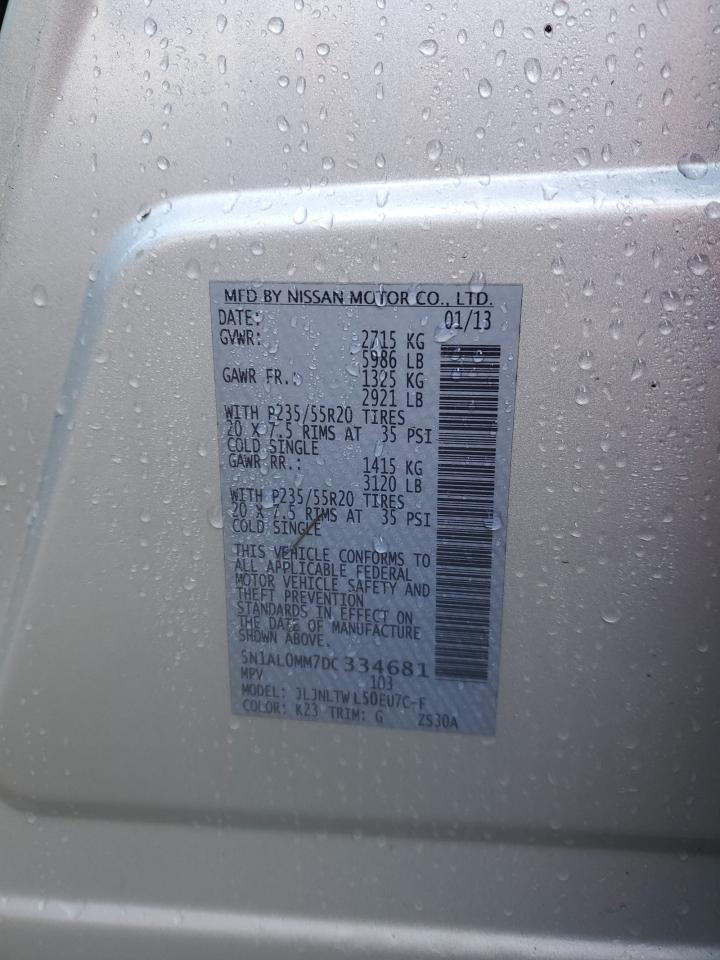 MFD BY NISSAN MOTOR CO., LTD.
DATE: 01/13
GVWR: 2715 KG
5986 LB
GAWR FR.: 1325 KG
2921 LB
WITH P235/55R20 TIRES
20 X 7.5 RIMS AT 35 PSI
COLD SINGLE
GAWR RR.: 1415 KG
3120 LB
WITH P235/55R20 TIRES
20 X 7.5 RIMS AT 35 PSI
COLD SINGLE
THIS VEHICLE CONFORMS TO
ALL APPLICABLE FEDERAL
MOTOR VEHICLE SAFETY AND
THEFT PREVENTION
STANDARDS IN EFFECT ON
THE DATE OF MANUFACTURE
SHOWN ABOVE.
5N1AL0MM7DC334681
MPV 103
MODEL: JLJNLTWL50EU7C-F
COLOR: K23 TRIM: G ZS30A